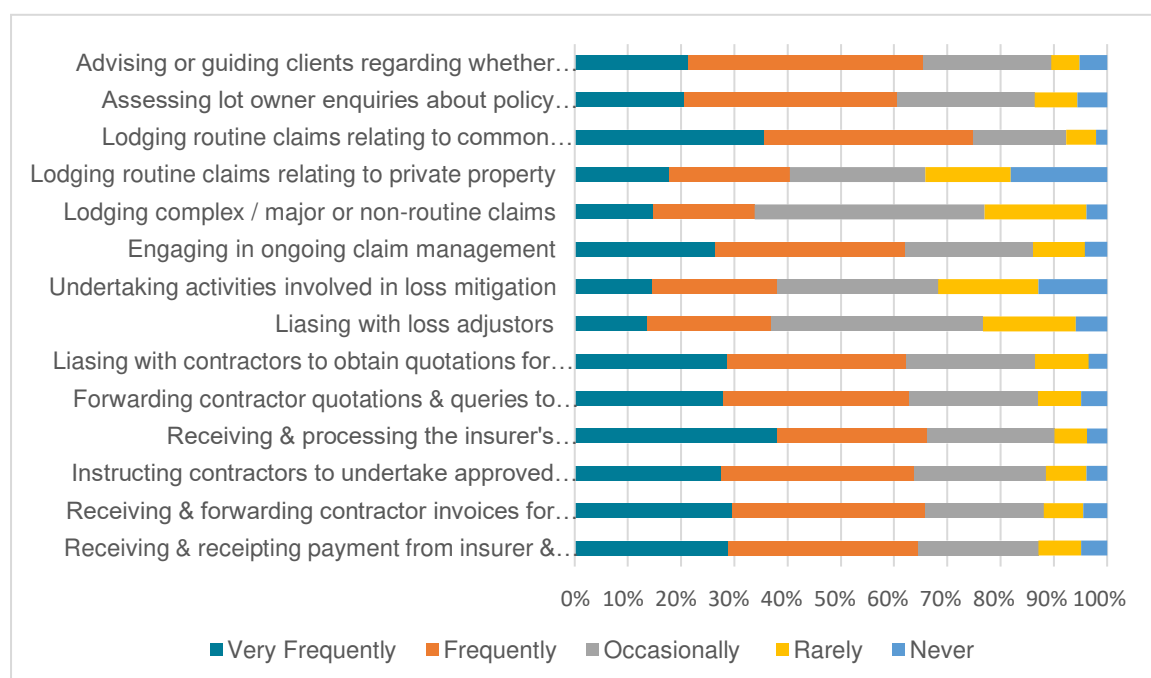 Advising or guiding clients regarding whether…
Assessing lot owner enquiries about policy…
Lodging routine claims relating to common…
Lodging routine claims relating to private property
Lodging complex / major or non-routine claims
Engaging in ongoing claim management
Undertaking activities involved in loss mitigation
Liasing with loss adjustors
Liasing with contractors to obtain quotations for…
Forwarding contractor quotations & queries to…
Receiving & processing the insurer's…
Instructing contractors to undertake approved…
Receiving & forwarding contractor invoices for…
Receiving & receipting payment from insurer &…
0% 10% 20% 30% 40% 50% 60% 70% 80% 90% 100%
Very Frequently Frequently Occasionally Rarely Never